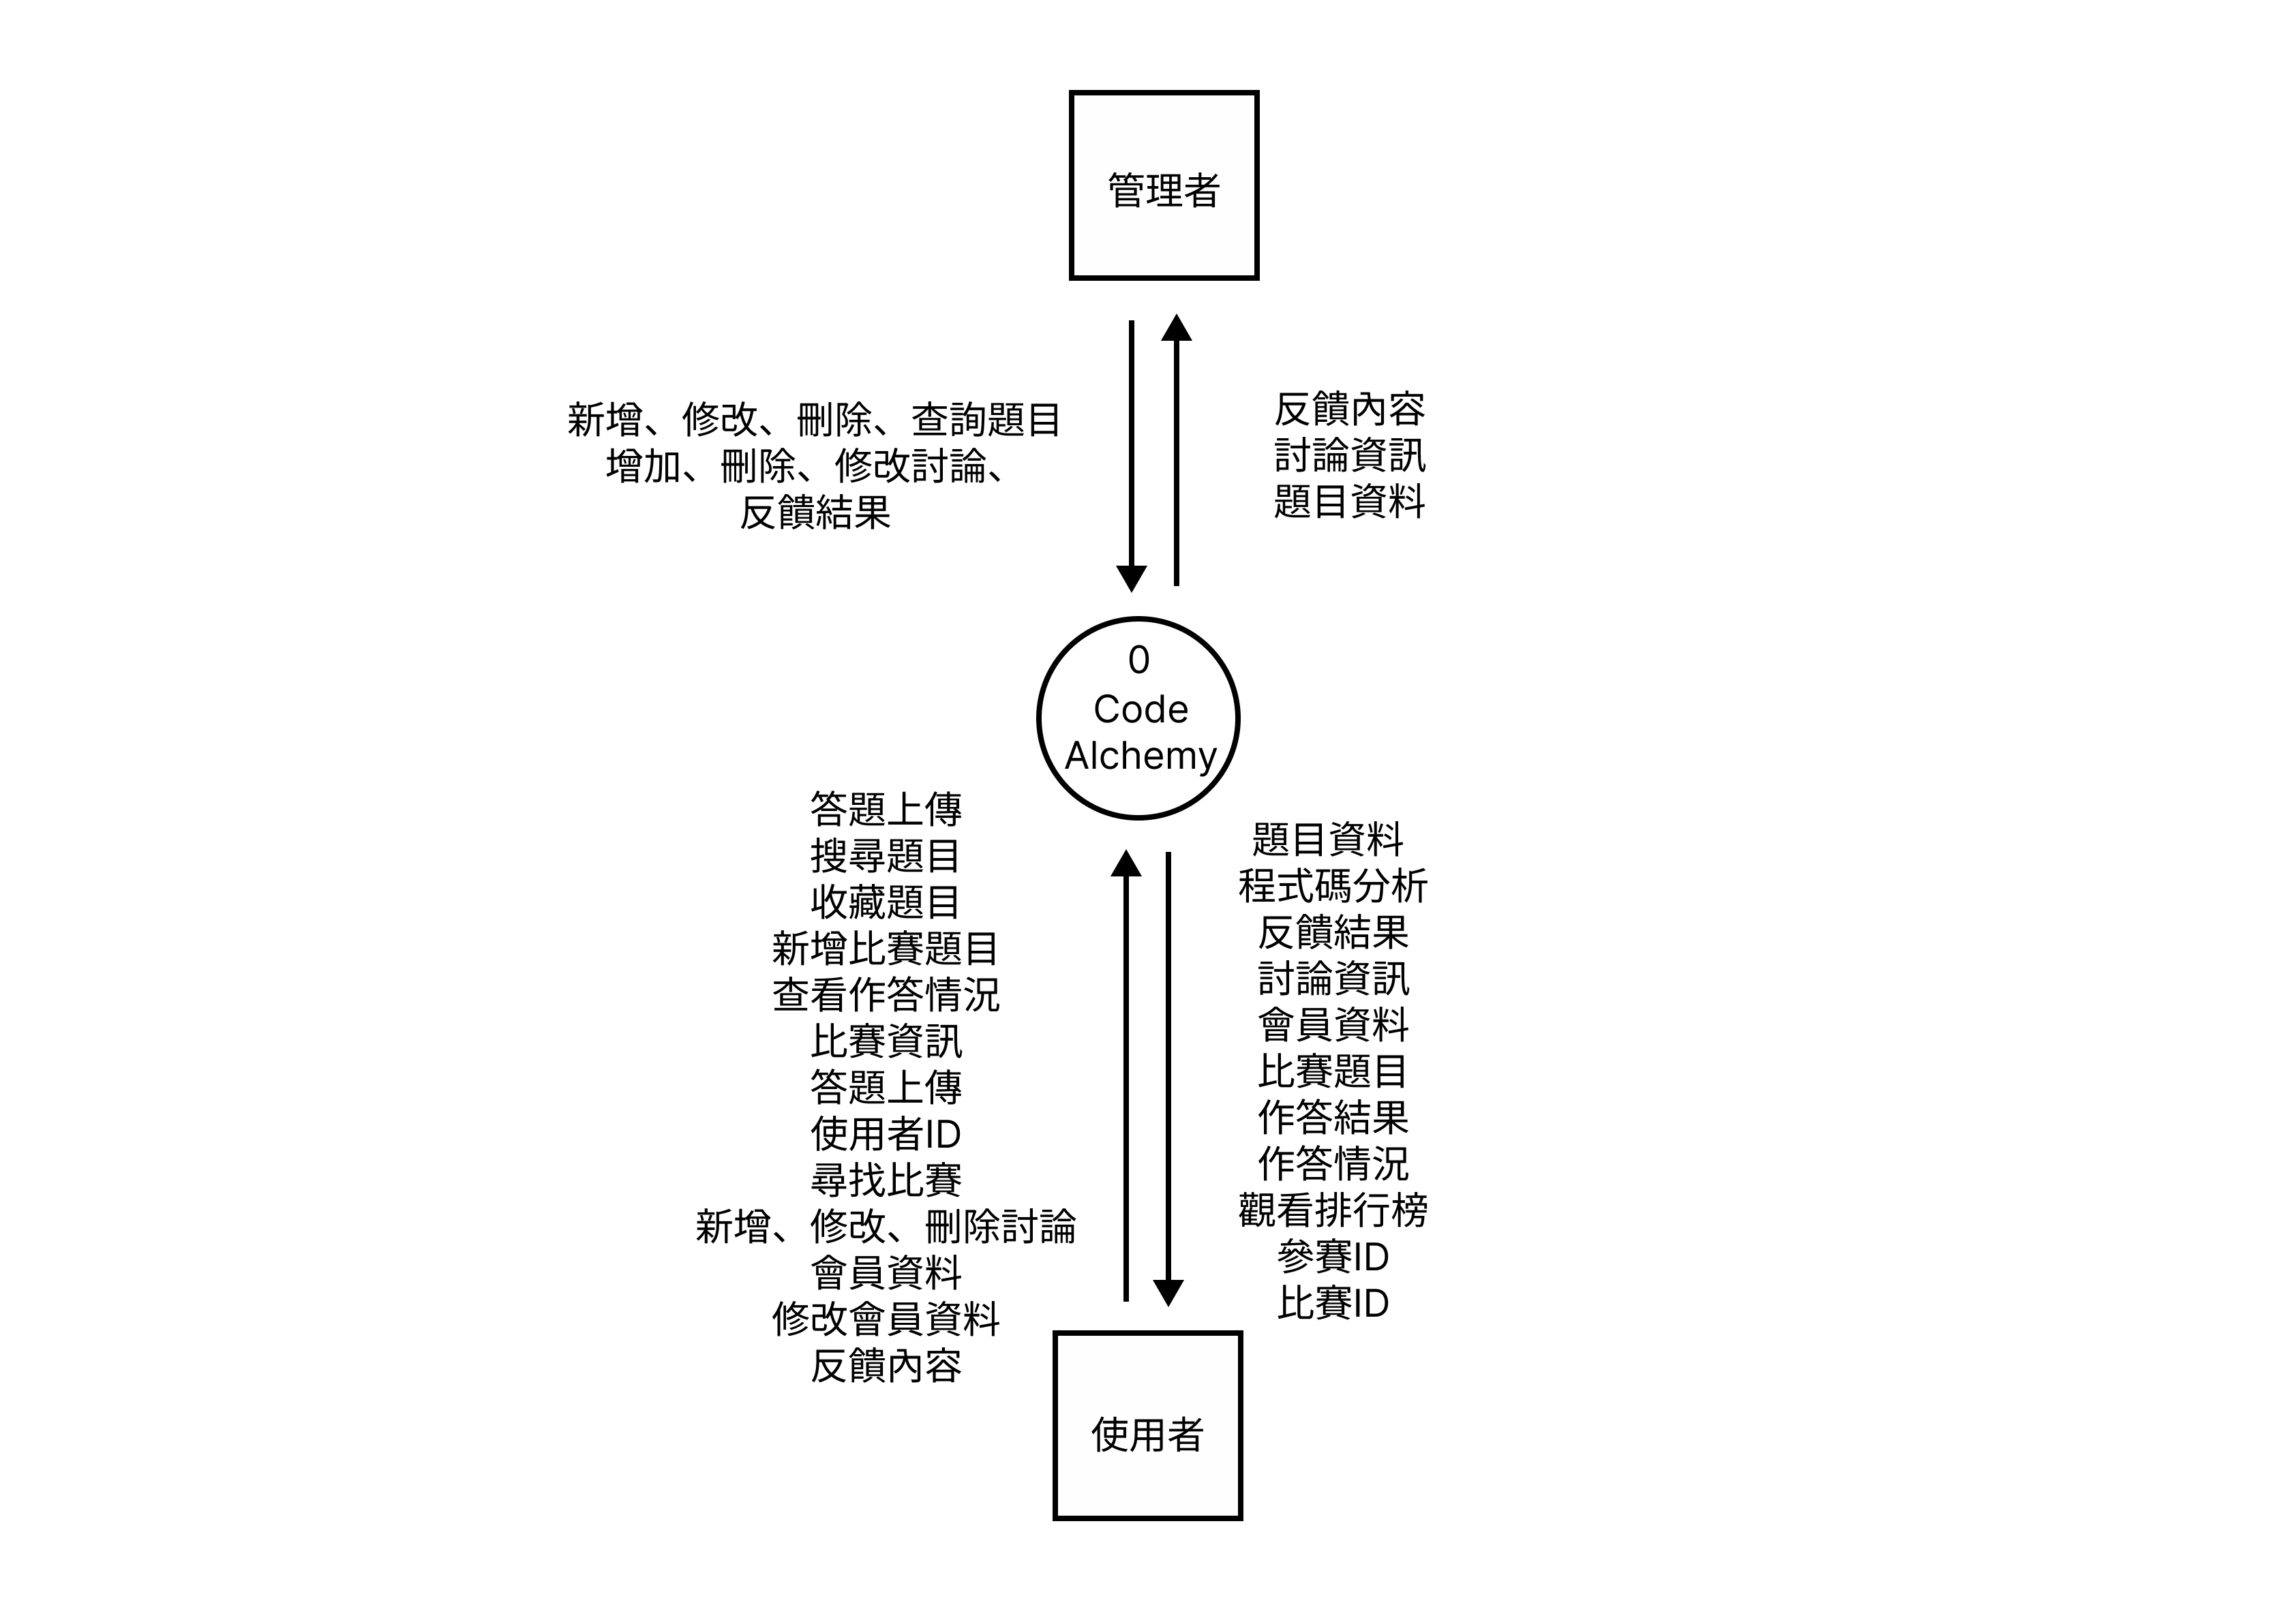 管理者
新增、修改、刪除、查詢題目
增加、刪除、修改討論、
反饋結果
反饋內容
討論資訊
題目資料
0
Code
Alchemy
答題上傳
搜尋題目
收藏題目
新增比賽題目
查看作答情況
比賽資訊
答題上傳
使用者ID
尋找比賽
新增、修改、刪除討論
會員資料
修改會員資料
反饋內容
題目資料
程式碼分析
反饋結果
討論資訊
會員資料
比賽題目
作答結果
作答情況
觀看排行榜
參賽ID
比賽ID
使用者